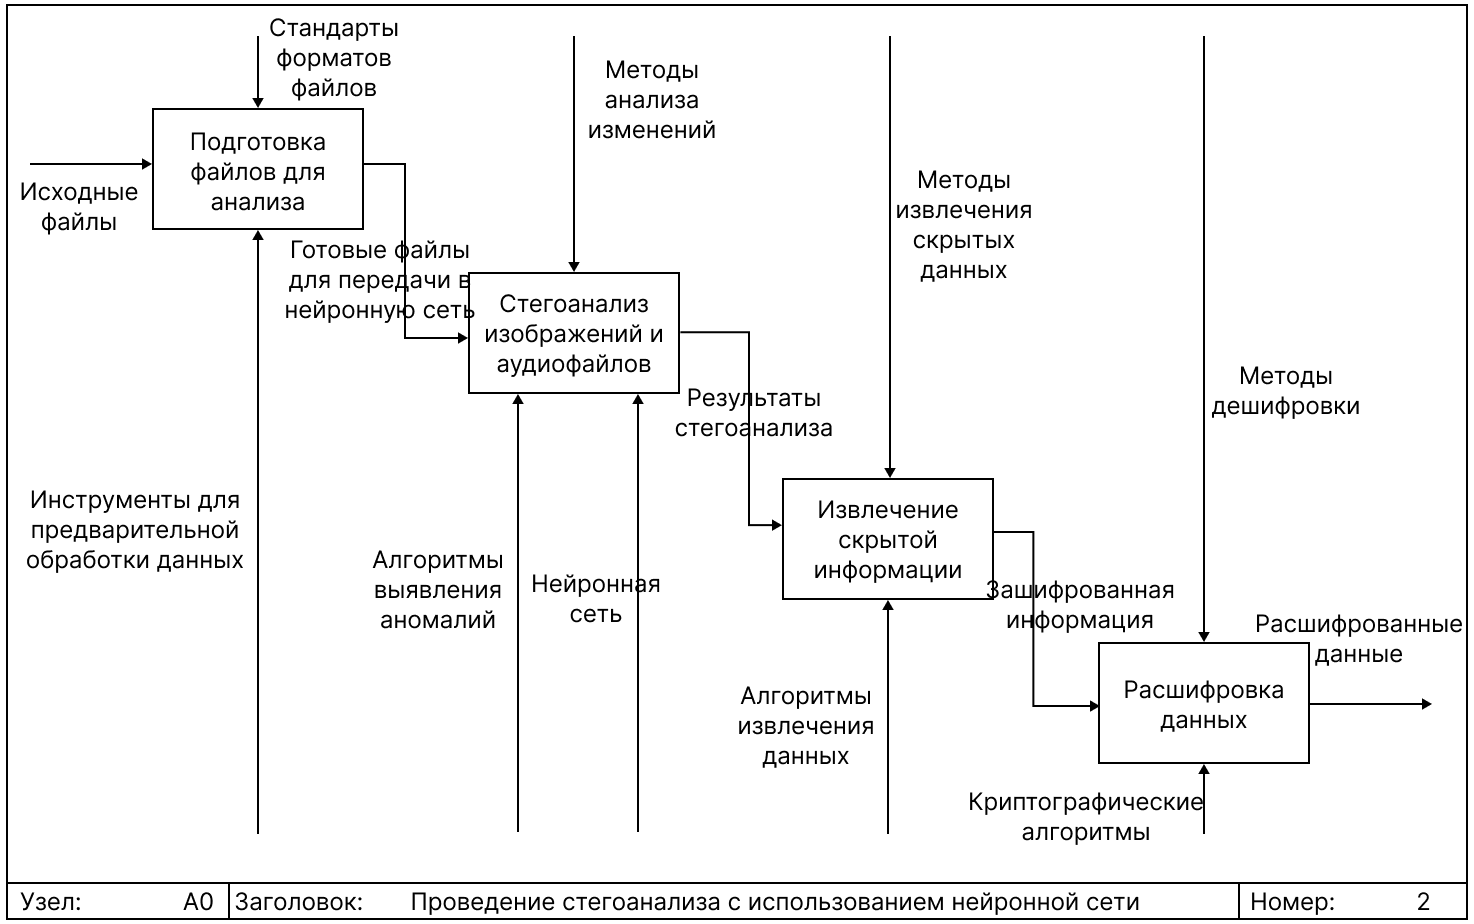 Стандарты
форматов
файлов
Подготовка
файлов для
анализа
Исходные
файлы
Методы
анализа
изменений
Готовые файлы
для передачи в
нейронную сеть
Стегоанализ
изображений и
аудиофайлов
Методы
извлечения
скрытых
данных
Результаты
стегоанализа
Методы
дешифровки
Инструменты для
предварительной
обработки данных
Алгоритмы
выявления
аномалий
Нейронная
сеть
Извлечение
скрытой
информации
Зашифрованная
информация
Расшифрованные
данные
Расшифровка
данных
Алгоритмы
извлечения
данных
Криптографические
алгоритмы
Узел: А0 Заголовок: Проведение стегоанализа с использованием нейронной сети Номер: 2